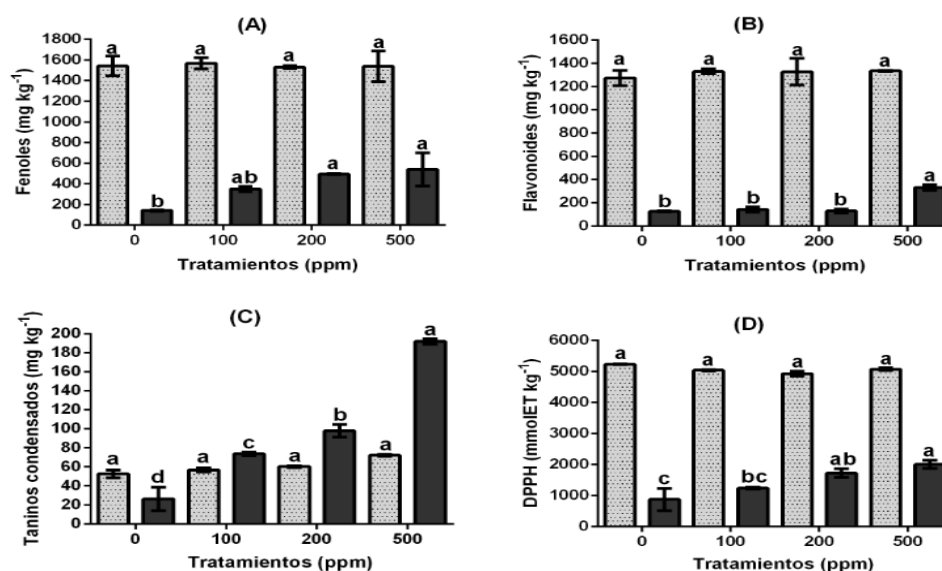 (A)
Fenoles (mg kg⁻¹)
1800
1600
1400
1200
1000
800
600
400
200
0
a a a a
b ab a a
0 100 200 500
Tratamientos (ppm)
(B)
Flavonoides (mg kg⁻¹)
1600
1400
1200
1000
800
600
400
200
0
a a a a
b b b a
0 100 200 500
Tratamientos (ppm)
(C)
Taninos condensados (mg kg⁻¹)
200
180
160
140
120
100
80
60
40
20
0
a d a c a b a a
0 100 200 500
Tratamientos (ppm)
(D)
DPPH (mmolET kg⁻¹)
6000
5000
4000
3000
2000
1000
0
a a a a
c bc ab a
0 100 200 500
Tratamientos (ppm)